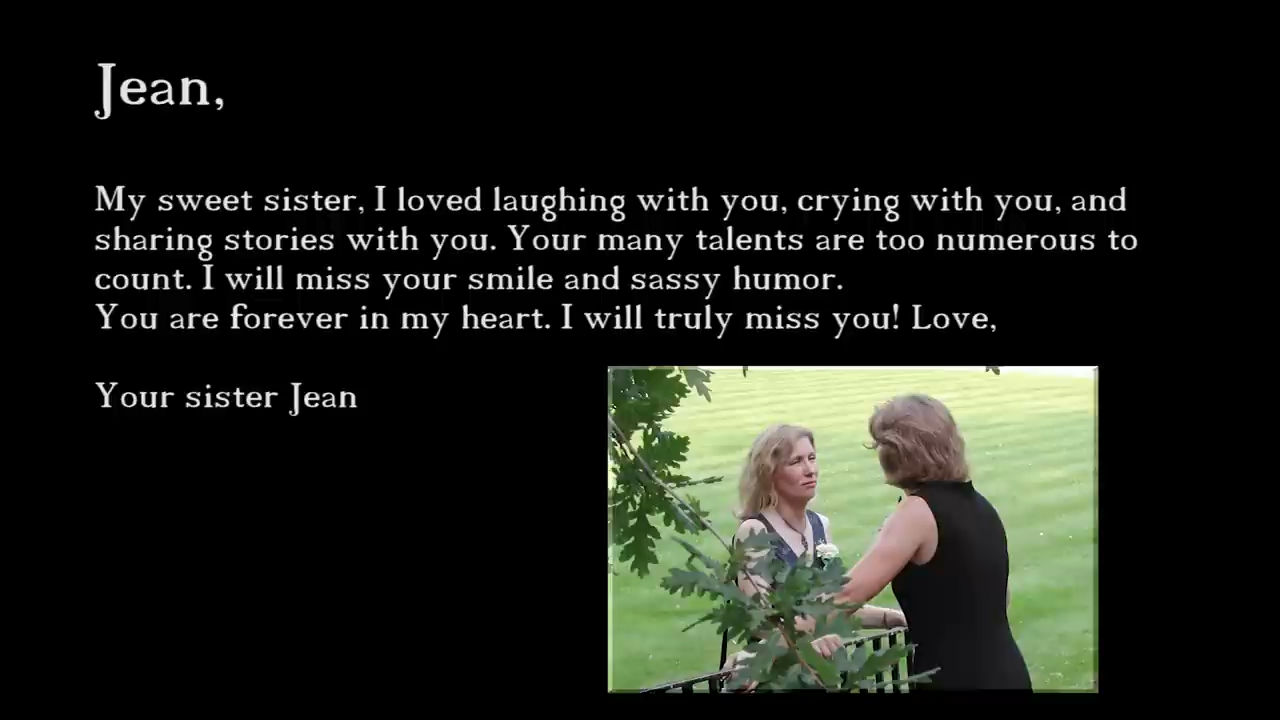 Jean,
My sweet sister, I loved laughing with you, crying with you, and
sharing stories with you. Your many talents are too numerous to
count. I will miss your smile and sassy humor.
You are forever in my heart. I will truly miss you! Love,
Your sister Jean